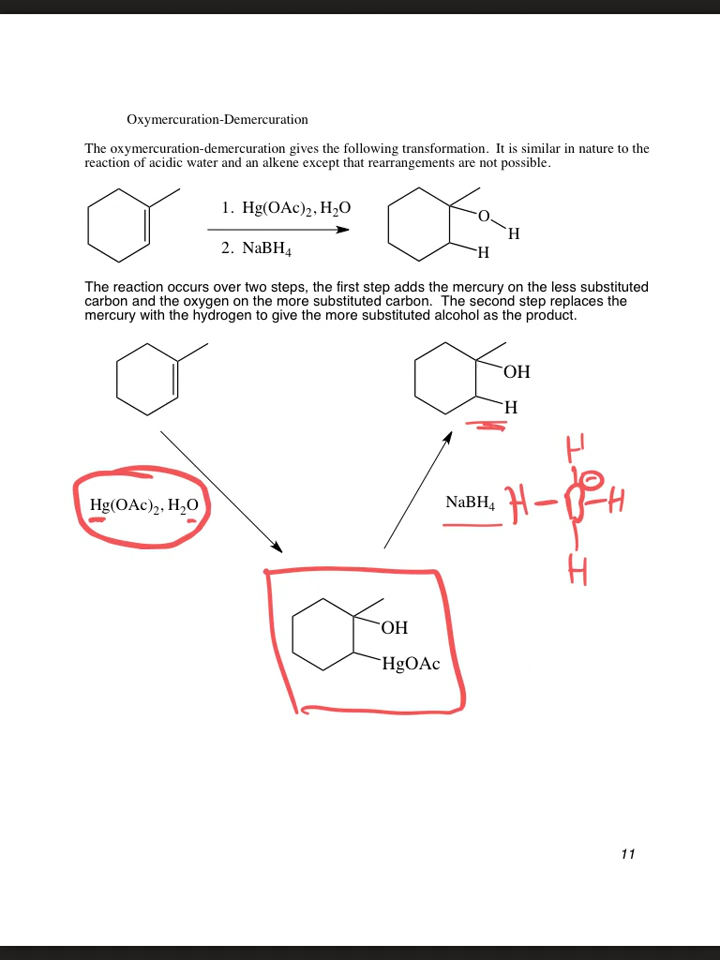 Oxymercuration-Demercuration
The oxymercuration-demercuration gives the following transformation. It is similar in nature to the
reaction of acidic water and an alkene except that rearrangements are not possible.
1. Hg(OAc)₂, H₂O
2. NaBH₄
O
H
H
The reaction occurs over two steps, the first step adds the mercury on the less substituted
carbon and the oxygen on the more substituted carbon. The second step replaces the
mercury with the hydrogen to give the more substituted alcohol as the product.
OH
H
Hg(OAc)₂, H₂O
NaBH₄
H
H
B
⊖
H
H
OH
HgOAc
11